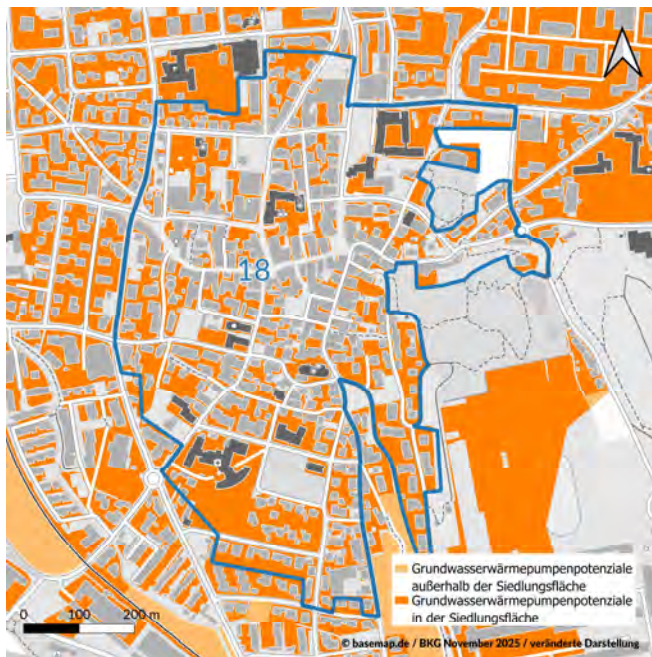 18
Grundwasserwärmepumpenpotenziale
außerhalb der Siedlungsfläche
Grundwasserwärmepumpenpotenziale
in der Siedlungsfläche
0 100 200 m
© basemap.de / BKG November 2025 / veränderte Darstellung